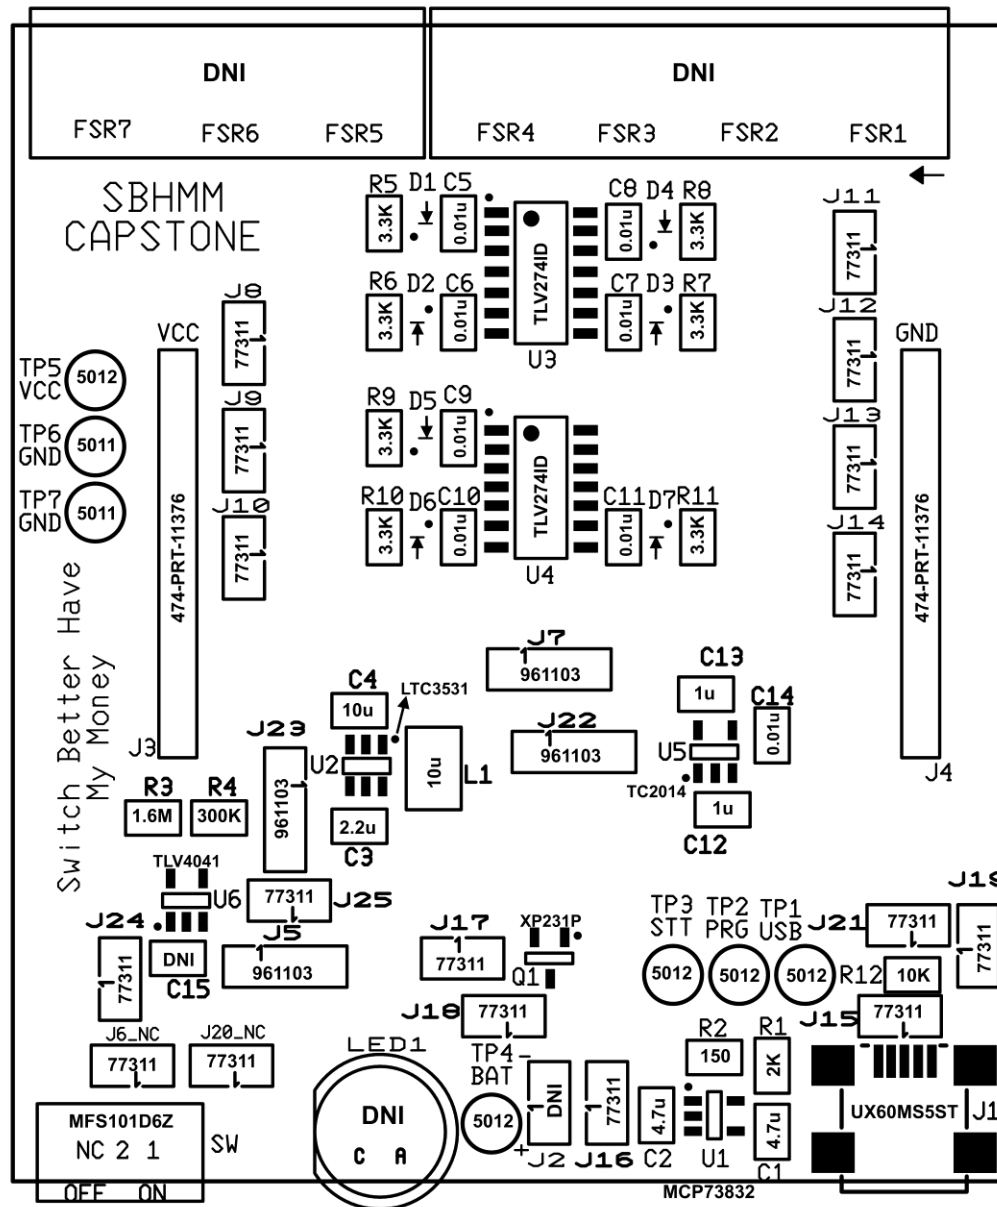 DNI
DNI
FSR7 FSR6 FSR5
FSR4 FSR3 FSR2 FSR1
SBHMM
CAPSTONE
R5 D1 C5
3.3K 0.01u
C8 D4 R8
0.01u 3.3K
J11
77311
TLV274ID
U3
R6 D2 C6
3.3K 0.01u
C7 D3 R7
0.01u 3.3K
J8
77311
J12
77311
VCC
GND
TP5
VCC
5012
TP6
GND
5011
TP7
GND
5011
J9
77311
J10
77311
474-PRT-11376
J3
R9 D5 C9
3.3K 0.01u
TLV274ID
U4
R10 D6 C10
3.3K 0.01u
C11 D7 R11
0.01u 3.3K
J13
77311
J14
77311
474-PRT-11376
J4
Switch Better Have
My Money
J7
961103
C13
1u
C14
0.01u
C4
10u
LTC3531
J22
961103
U5
TC2014
1u
C12
J23
961103
U2
10u
L1
2.2u
C3
R3 R4
1.6M 300K
TLV4041
U6
77311
J25
J24
77311
DNI
C15
J5
961103
J17
77311
XP231P
Q1
J18
77311
TP3
STT
TP2
PRG
TP1
USB
5012 5012 5012
J21
77311
J19
77311
R12
10K
J15
77311
J6_NC
77311
J20_NC
77311
LED1
DNI
C A
TP4
BAT
5012
-
+
DNI
J2
77311
J16
R2
150
R1
2K
4.7u
C2
U1
MCP73832
4.7u
C1
UX60MS5ST
J1
MFS101D6Z
NC 2 1
SW
OFF ON